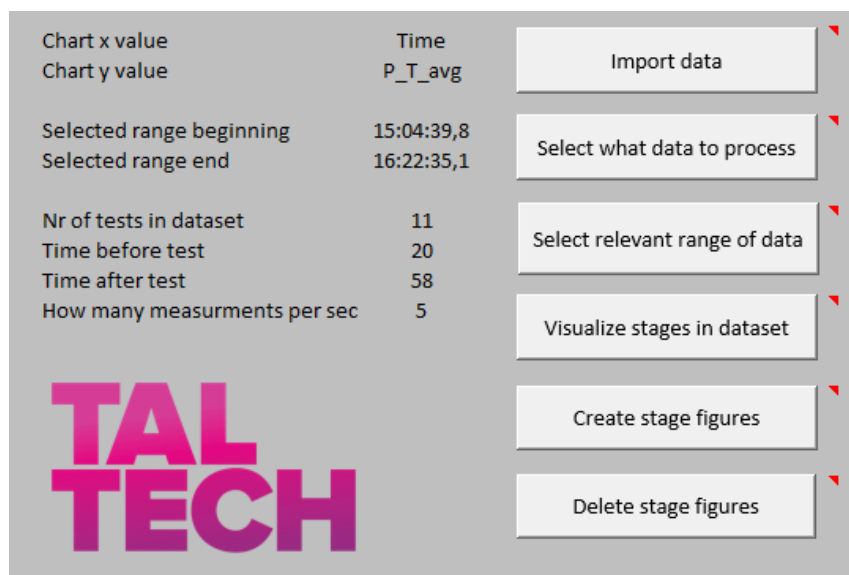 Chart x value Time
Chart y value P_T_avg
Selected range beginning 15:04:39,8
Selected range end 16:22:35,1
Nr of tests in dataset 11
Time before test 20
Time after test 58
How many measurments per sec 5
TAL
TECH
Import data
Select what data to process
Select relevant range of data
Visualize stages in dataset
Create stage figures
Delete stage figures